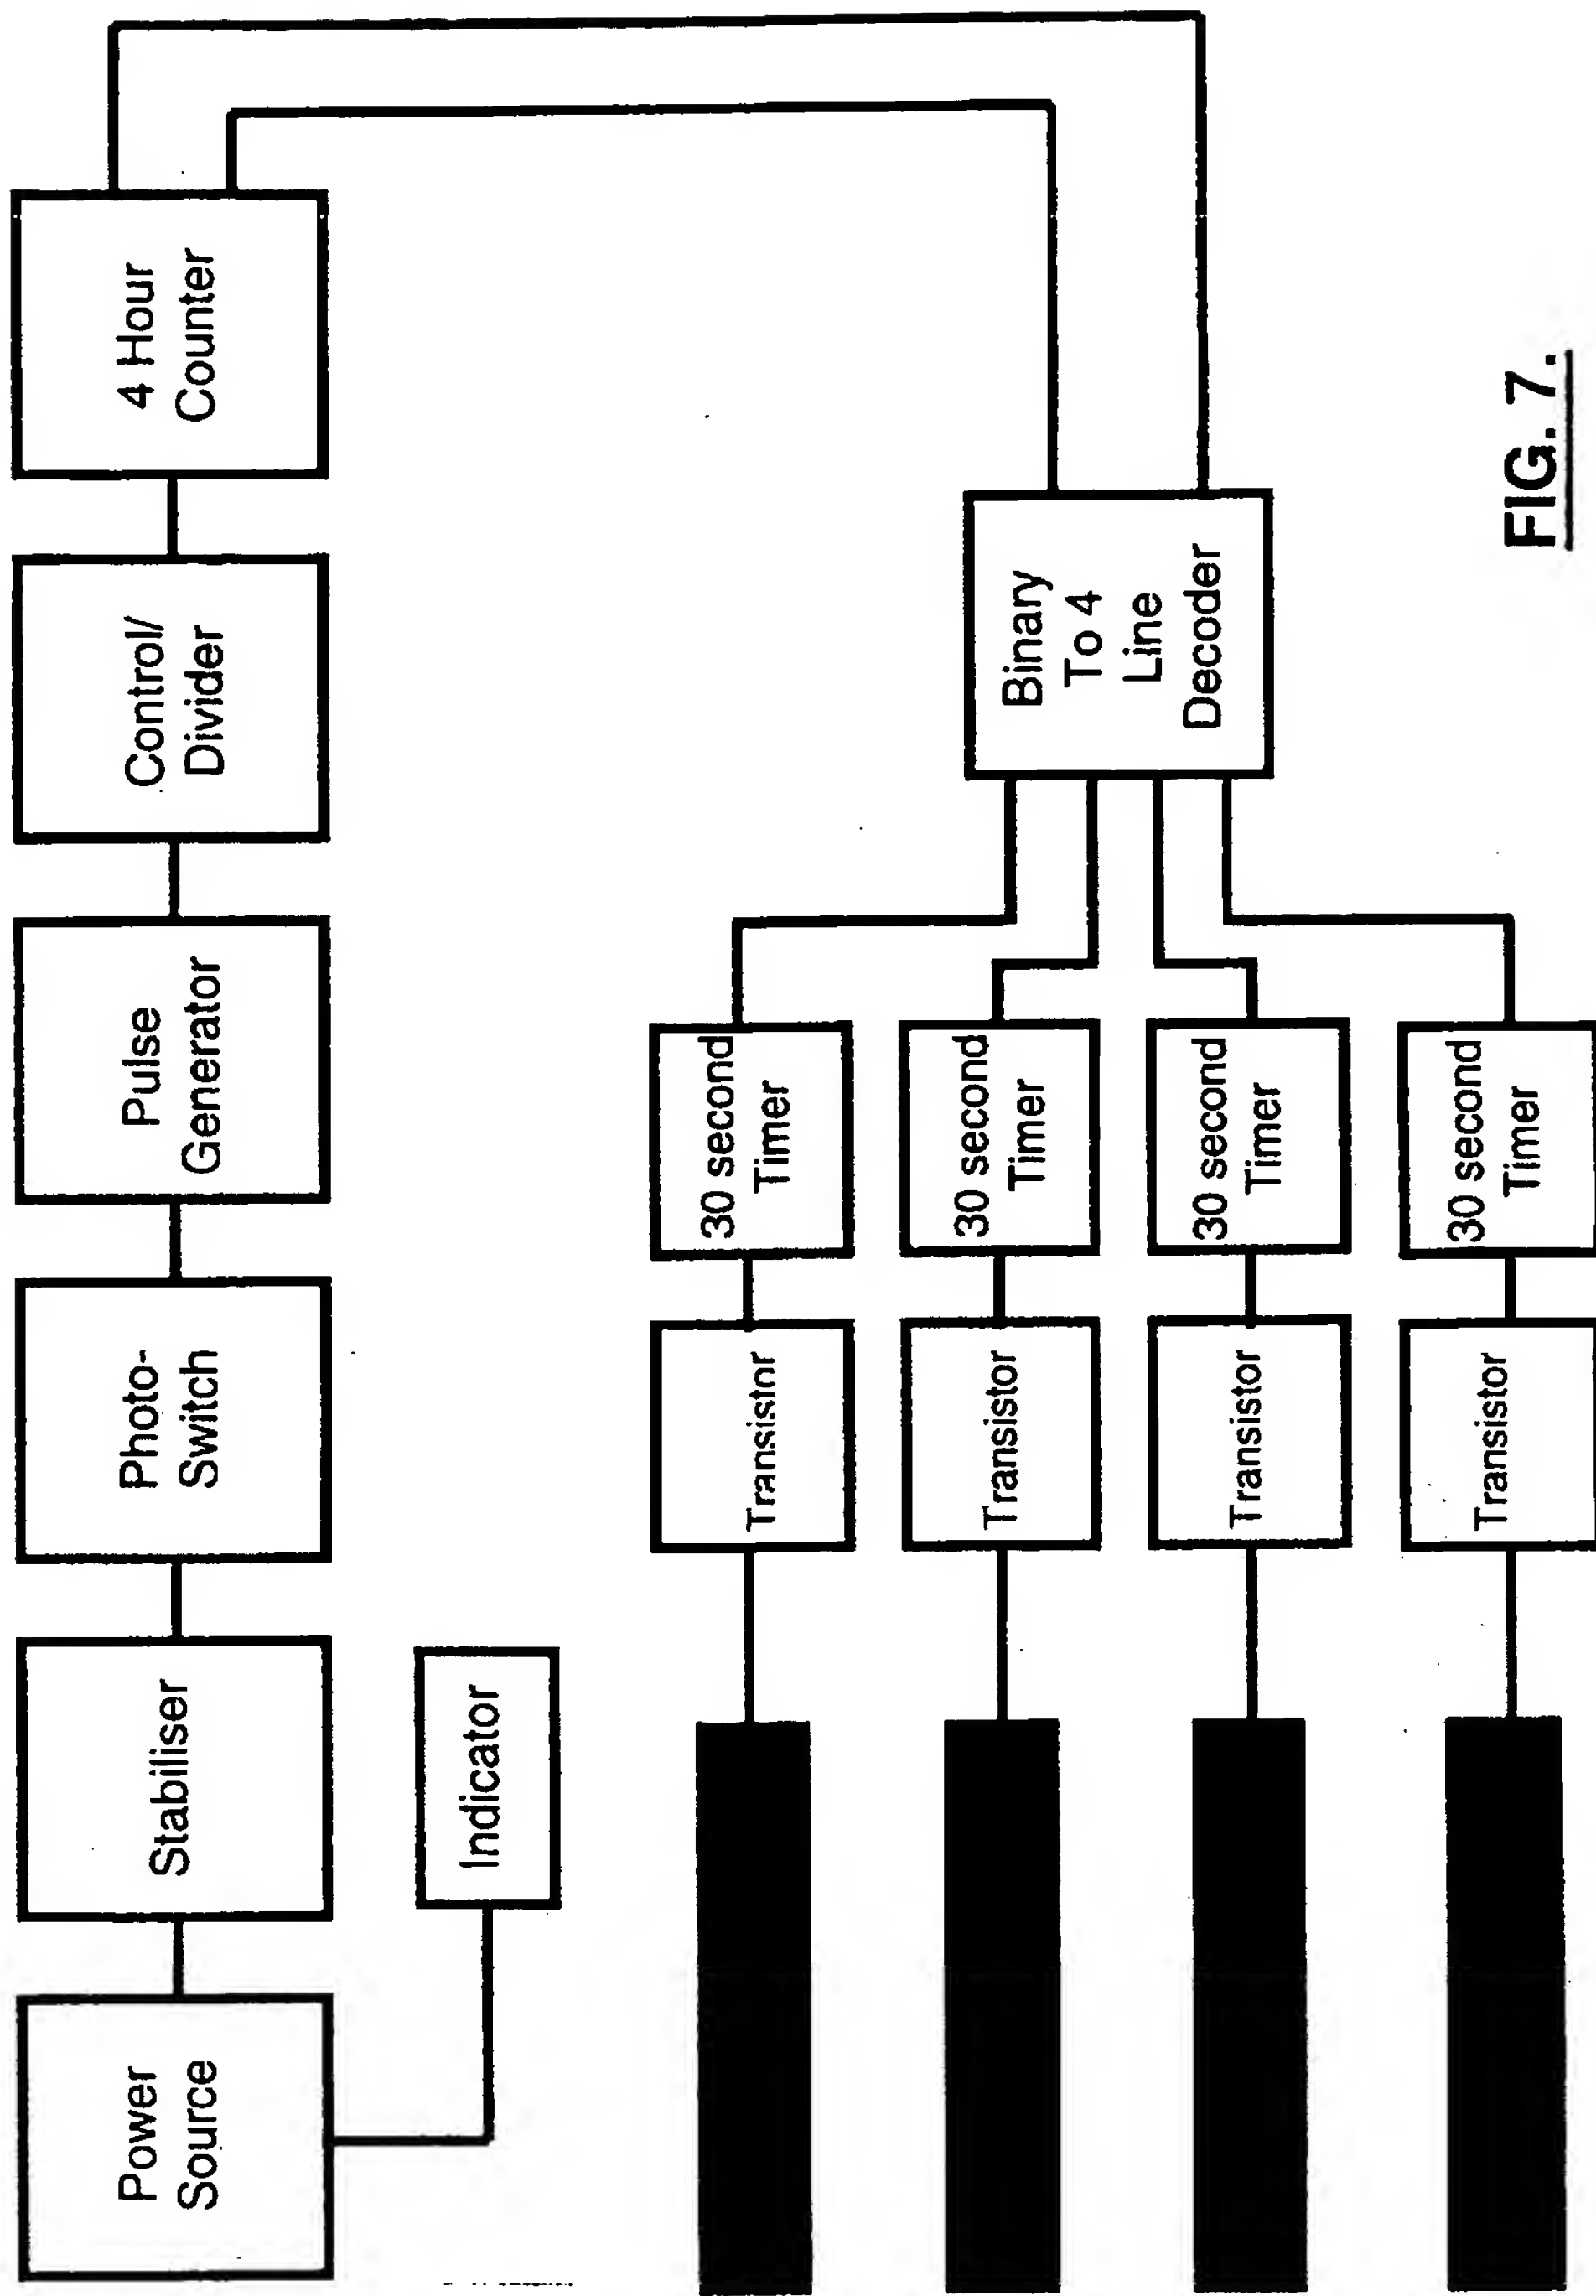 Power
Source
Stabiliser
Photo-
Switch
Pulse
Generator
Control/
Divider
4 Hour
Counter
Indicator
Transistor
30 second
Timer
Transistor
30 second
Timer
Transistor
30 second
Timer
Transistor
30 second
Timer
Binary
To 4
Line
Decoder
FIG. 7.